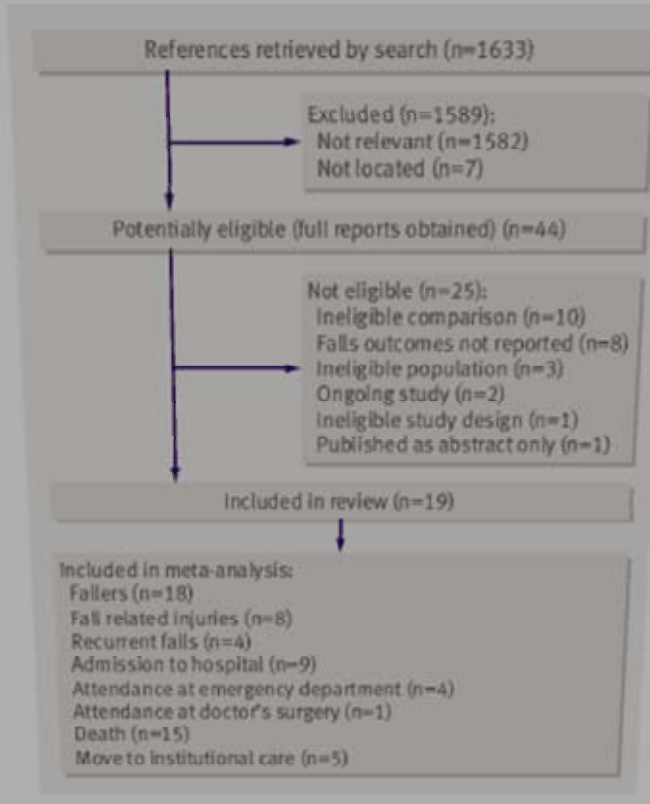 References retrieved by search (n=1633)
Excluded (n=1589):
Not relevant (n=1582)
Not located (n=7)
Potentially eligible (full reports obtained) (n=44)
Not eligible (n=25):
Ineligible comparison (n=10)
Falls outcomes not reported (n=8)
Ineligible population (n=3)
Ongoing study (n=2)
Ineligible study design (n=1)
Published as abstract only (n=1)
Included in review (n=19)
Included in meta-analysis:
Fallers (n=18)
Fall related injuries (n=8)
Recurrent falls (n=4)
Admission to hospital (n=9)
Attendance at emergency department (n=4)
Attendance at doctor's surgery (n=1)
Death (n=15)
Move to institutional care (n=5)